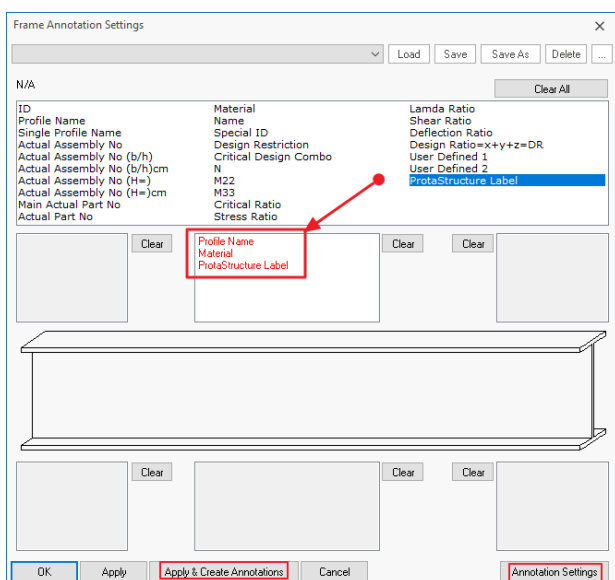 Frame Annotation Settings
Load Save Save As Delete ...
N/A
Clear All
ID Material Lamda Ratio
Profile Name Name Shear Ratio
Single Profile Name Special ID Deflection Ratio
Actual Assembly No Design Restriction Design Ratio=x+y+z=DR
Actual Assembly No (b/h) Critical Design Combo User Defined 1
Actual Assembly No (b/h)cm N User Defined 2
Actual Assembly No (H=) M22 ProtaStructure Label
Actual Assembly No (H=)cm M33
Main Actual Part No Critical Ratio
Actual Part No Stress Ratio
Clear Profile Name Clear Clear
Material
ProtaStructure Label
Clear Clear Clear
OK Apply Apply & Create Annotations Cancel Annotation Settings